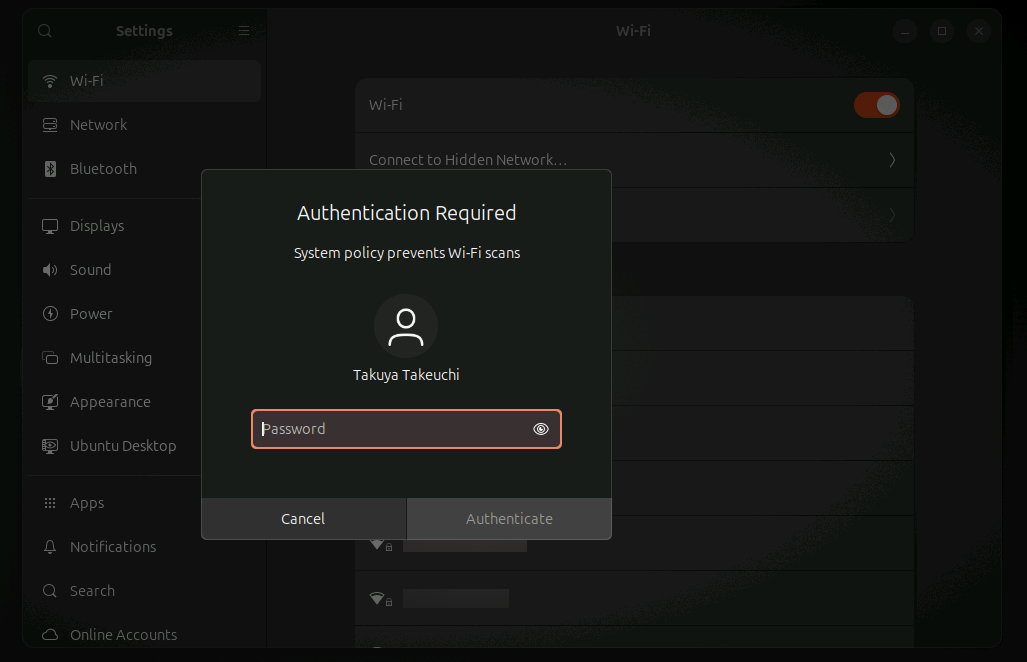 Settings
Wi-Fi
Wi-Fi
Network
Bluetooth
Displays
Sound
Power
Multitasking
Appearance
Ubuntu Desktop
Apps
Notifications
Search
Online Accounts
Wi-Fi
Connect to Hidden Network...
Authentication Required
System policy prevents Wi-Fi scans
Takuya Takeuchi
Password
Cancel
Authenticate